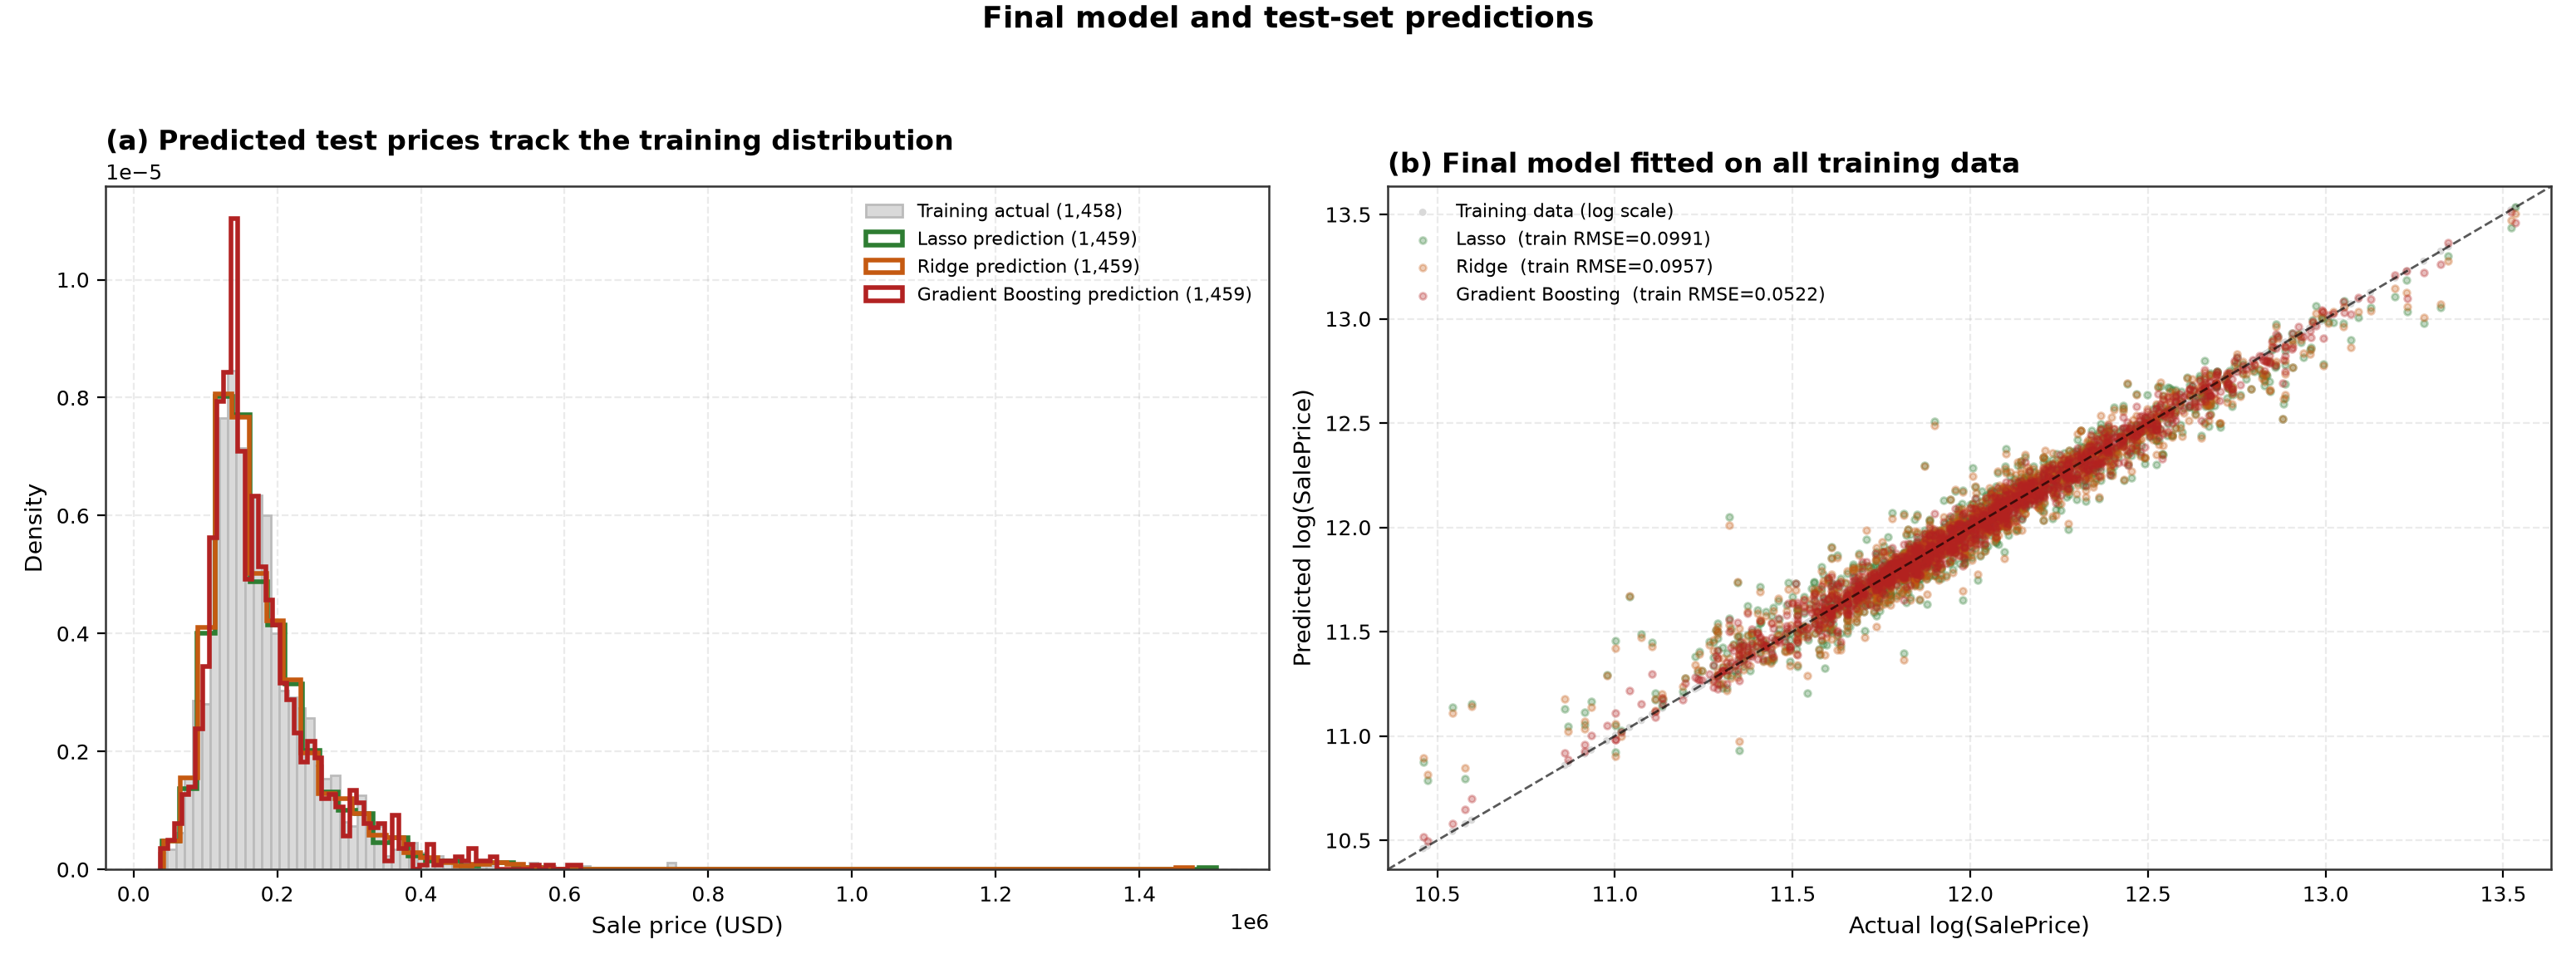 Final model and test-set predictions
(a) Predicted test prices track the training distribution
1e−5
Training actual (1,458)
Lasso prediction (1,459)
Ridge prediction (1,459)
Gradient Boosting prediction (1,459)
1.0
0.8
0.6
0.4
0.2
0.0
Density
0.0 0.2 0.4 0.6 0.8 1.0 1.2 1.4
1e6
Sale price (USD)
(b) Final model fitted on all training data
Training data (log scale)
Lasso (train RMSE=0.0991)
Ridge (train RMSE=0.0957)
Gradient Boosting (train RMSE=0.0522)
13.5
13.0
12.5
12.0
11.5
11.0
10.5
Predicted log(SalePrice)
10.5 11.0 11.5 12.0 12.5 13.0 13.5
Actual log(SalePrice)